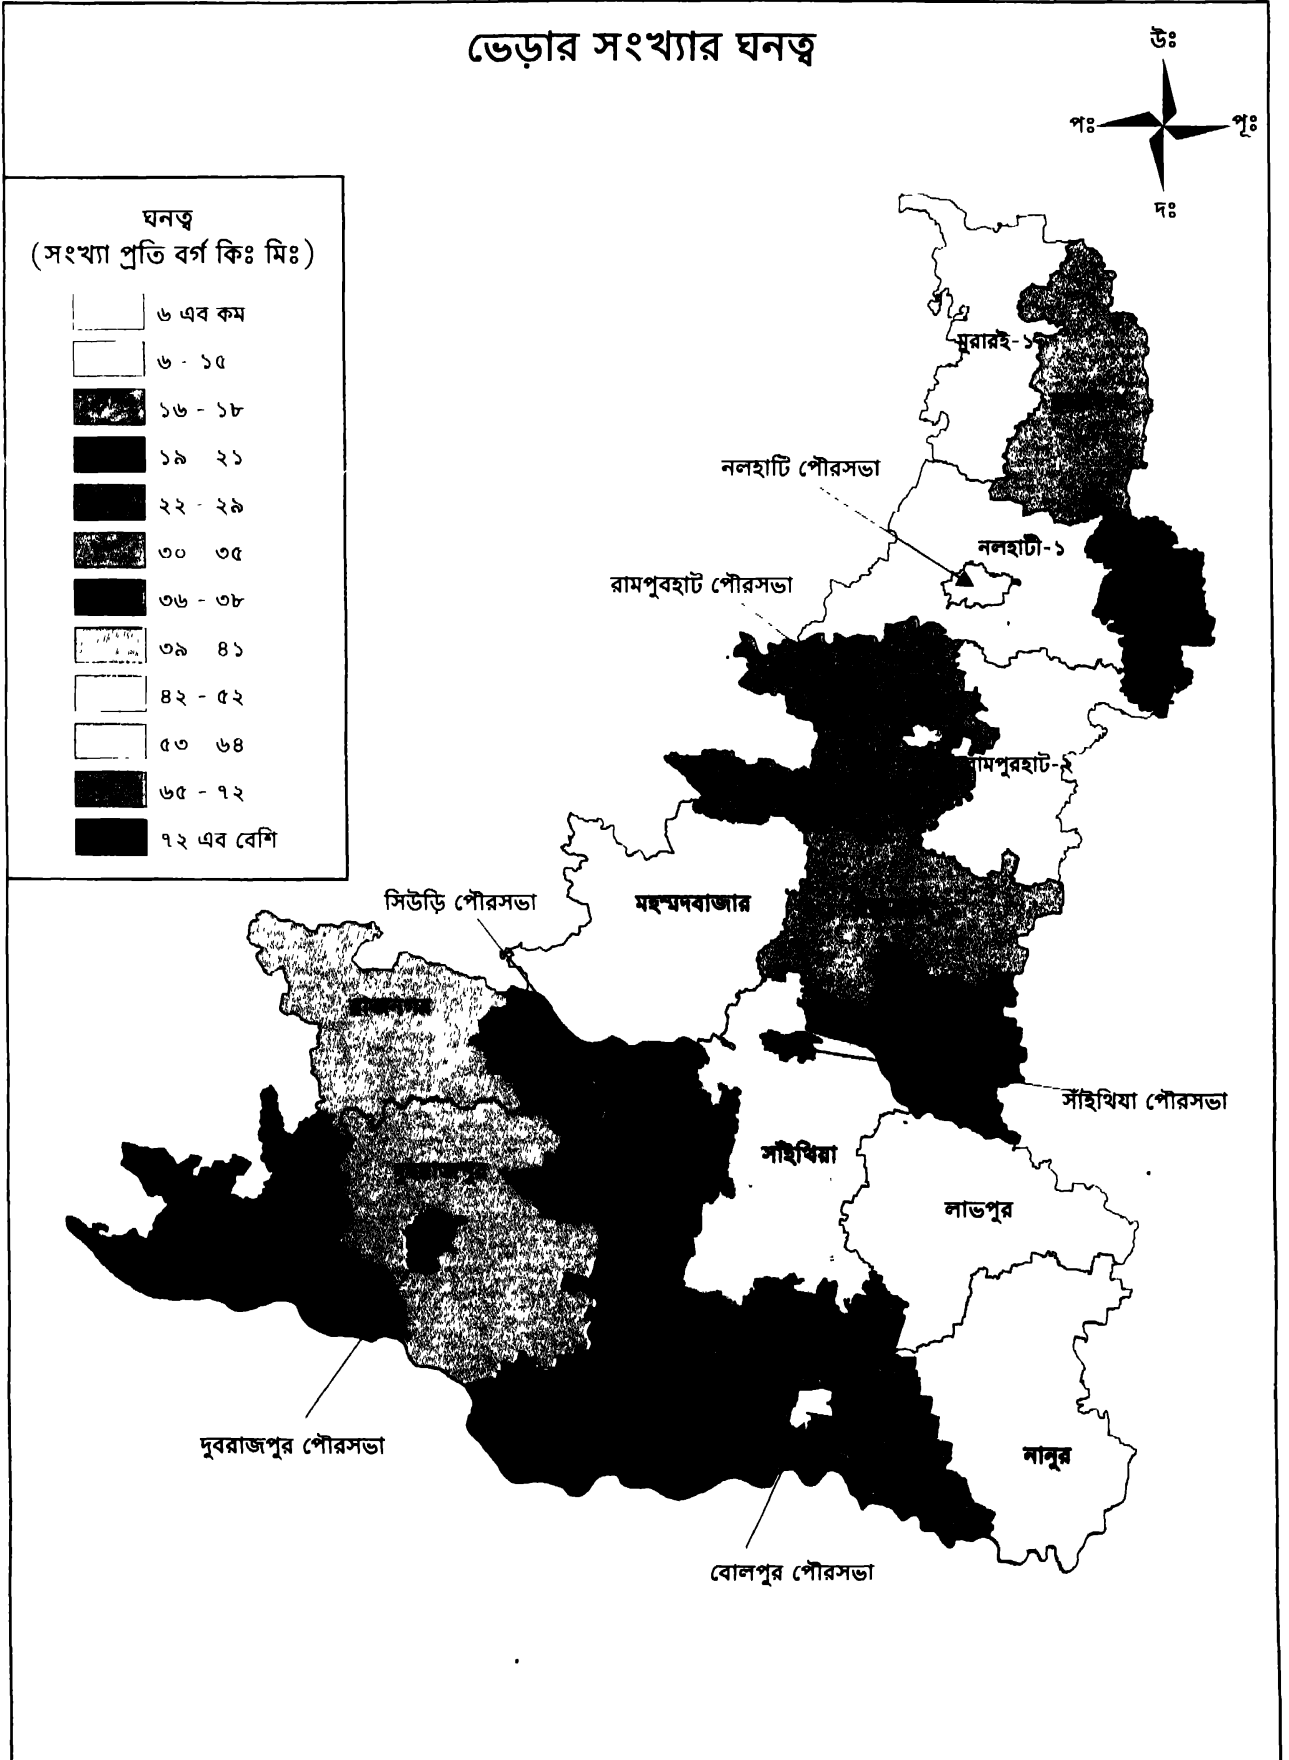 ভেড়ার সংখ্যার ঘনত্ব
উঃ
পঃ
পূঃ
দঃ
ঘনত্ব
(সংখ্যা প্রতি বর্গ কিঃ মিঃ)
৬ এব কম
৬ - ১৫
১৬ - ১৮
১৯ ২১
২২ - ২৯
৩০ ৩৫
৩৬ - ৩৮
৩৯ ৪১
৪২ - ৫২
৫৩ ৬৪
৬৫ - ৭২
৭২ এব বেশি
মুরারই-১
নলহাটি পৌরসভা
নলহাটী-১
রামপুবহাট পৌরসভা
রামপুরহাট-২
সিউড়ি পৌরসভা
মহম্মদবাজার
সাঁইথিযা পৌরসভা
সাঁইথিয়া
লাভপুর
দুবরাজপুর পৌরসভা
নানুর
বোলপুর পৌরসভা